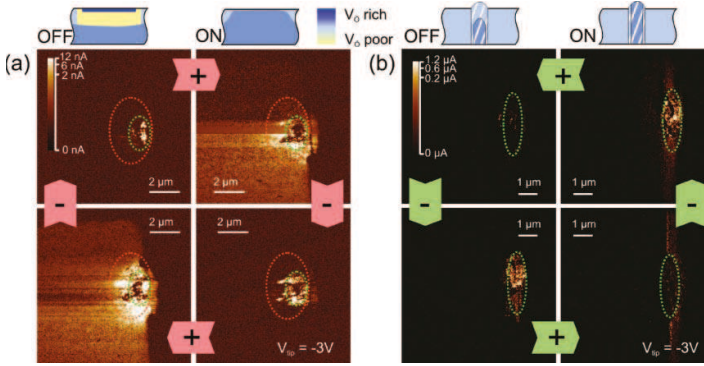 OFF
ON
V₀ rich
V₀ poor
OFF
ON
(a)
12 nA
6 nA
2 nA
0 nA
2 µm
+
2 µm
-
-
2 µm
2 µm
+
V_tip = -3V
(b)
1.2 µA
0.6 µA
0.2 µA
0 µA
1 µm
+
1 µm
-
-
1 µm
1 µm
+
V_tip = -3V